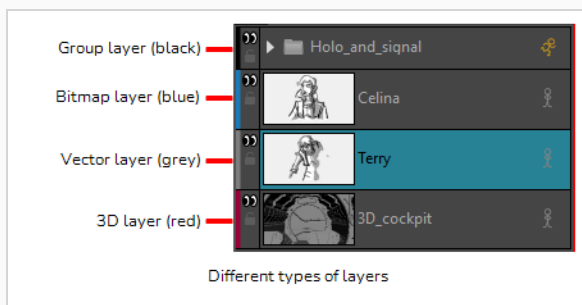 Group layer (black)
Holo_and_signal
Bitmap layer (blue)
Celina
Vector layer (grey)
Terry
3D layer (red)
3D_cockpit
Different types of layers